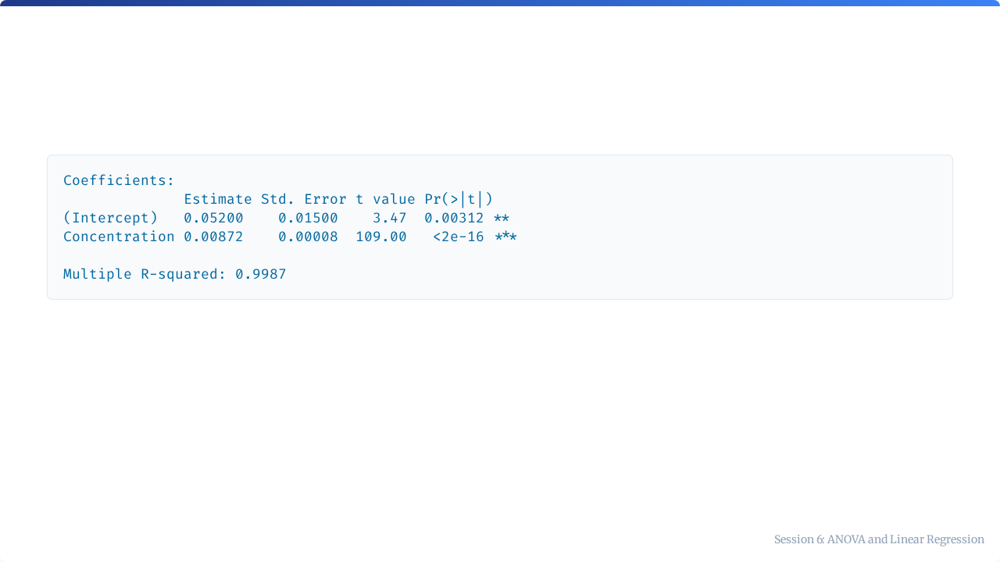 Coefficients:
              Estimate Std. Error t value Pr(>|t|)
(Intercept)   0.05200    0.01500    3.47  0.00312 **
Concentration 0.00872    0.00008  109.00   <2e-16 ***
Multiple R-squared: 0.9987
Session 6: ANOVA and Linear Regression